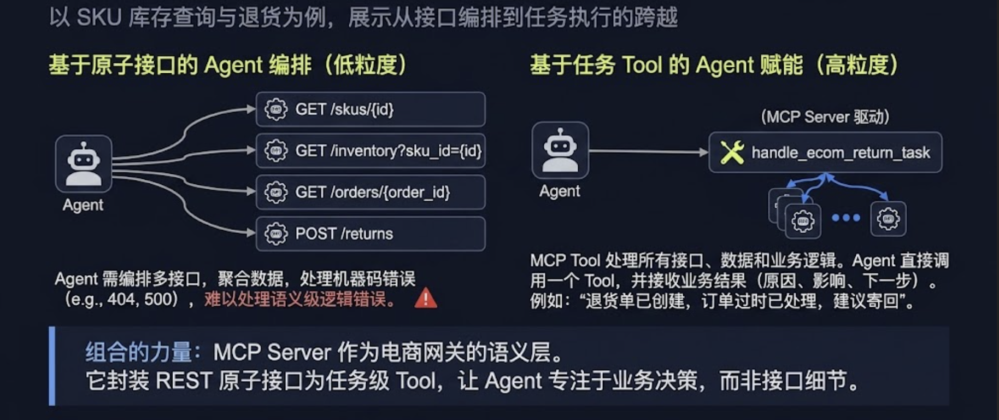 以 SKU 库存查询与退货为例，展示从接口编排到任务执行的跨越
基于原子接口的 Agent 编排（低粒度）
GET /skus/{id}
GET /inventory?sku_id={id}
GET /orders/{order_id}
POST /returns
Agent
Agent 需编排多接口，聚合数据，处理机器码错误
（e.g., 404, 500），难以处理语义级逻辑错误。
基于任务 Tool 的 Agent 赋能（高粒度）
（MCP Server 驱动）
handle_ecom_return_task
Agent
MCP Tool 处理所有接口、数据和业务逻辑。Agent 直接调
用一个 Tool，并接收业务结果（原因、影响、下一步）。
例如：“退货单已创建，订单过时已处理，建议寄回”。
组合的力量：MCP Server 作为电商网关的语义层。
它封装 REST 原子接口为任务级 Tool，让 Agent 专注于业务决策，而非接口细节。